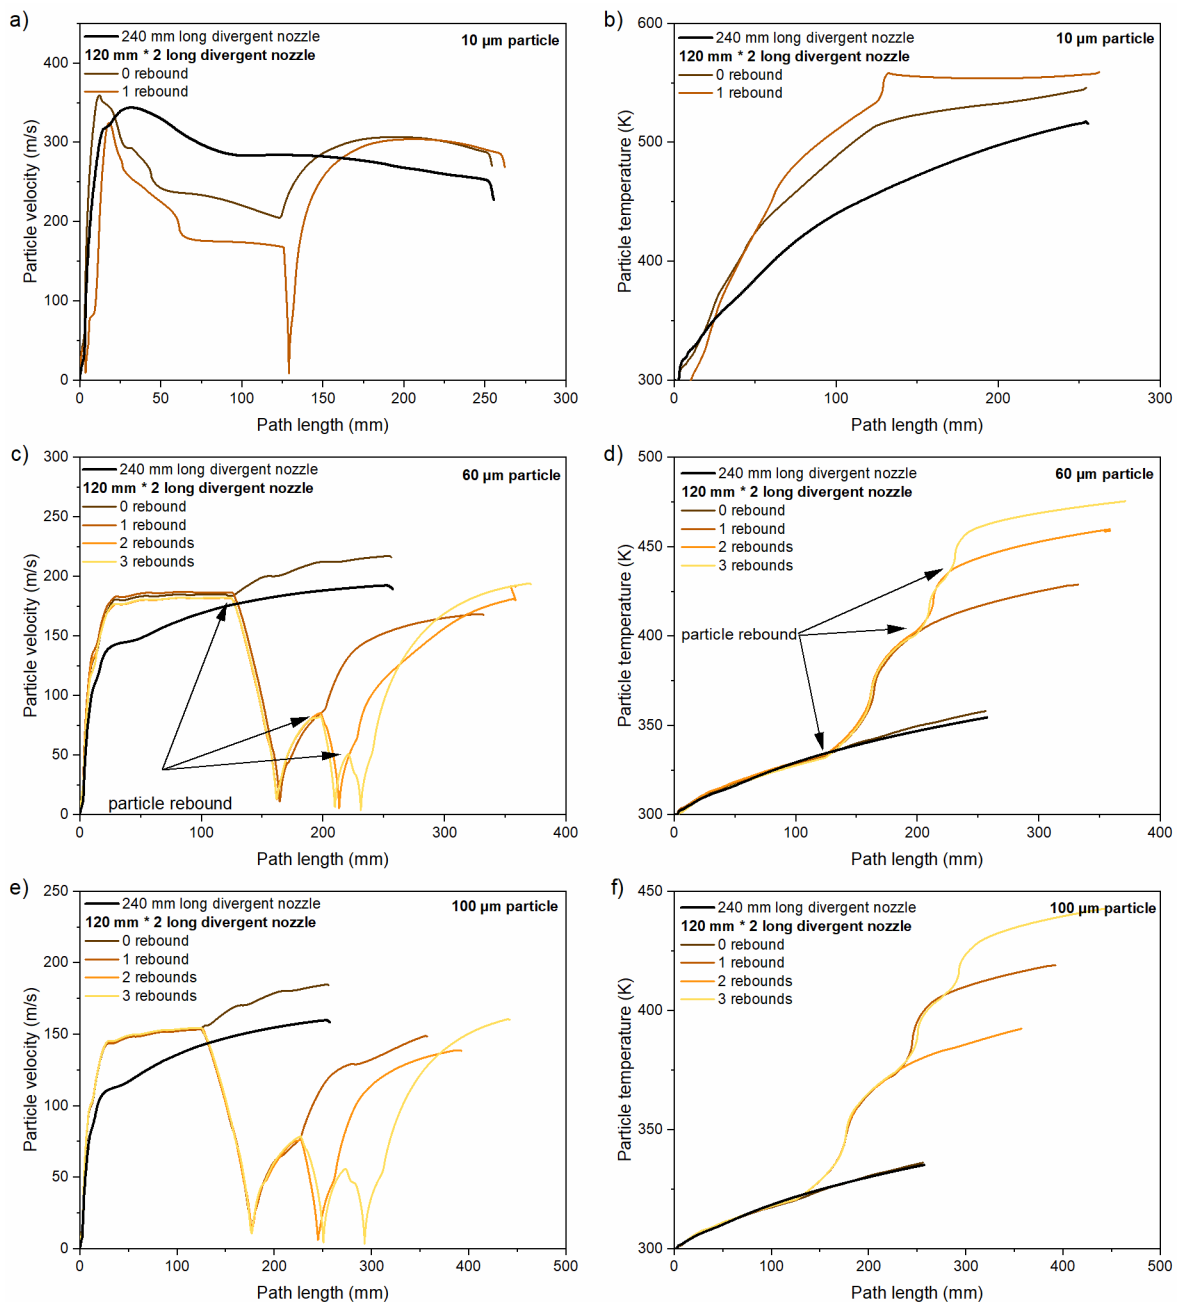 a)
240 mm long divergent nozzle
120 mm * 2 long divergent nozzle
0 rebound
1 rebound
10 µm particle
Particle velocity (m/s)
400
300
200
100
0
0 50 100 150 200 250 300
Path length (mm)
b)
240 mm long divergent nozzle
120 mm * 2 long divergent nozzle
0 rebound
1 rebound
10 µm particle
Particle temperature (K)
600
500
400
300
0 100 200 300
Path length (mm)
c)
240 mm long divergent nozzle
120 mm * 2 long divergent nozzle
0 rebound
1 rebound
2 rebounds
3 rebounds
60 µm particle
particle rebound
Particle velocity (m/s)
300
250
200
150
100
50
0
0 100 200 300 400
Path length (mm)
d)
240 mm long divergent nozzle
120 mm * 2 long divergent nozzle
0 rebound
1 rebound
2 rebounds
3 rebounds
60 µm particle
particle rebound
Particle temperature (K)
500
450
400
350
300
0 100 200 300 400
Path length (mm)
e)
240 mm long divergent nozzle
120 mm * 2 long divergent nozzle
0 rebound
1 rebound
2 rebounds
3 rebounds
100 µm particle
Particle velocity (m/s)
250
200
150
100
50
0
0 100 200 300 400 500
Path length (mm)
f)
240 mm long divergent nozzle
120 mm * 2 long divergent nozzle
0 rebound
1 rebound
2 rebounds
3 rebounds
100 µm particle
Particle temperature (K)
450
400
350
300
0 100 200 300 400 500
Path length (mm)